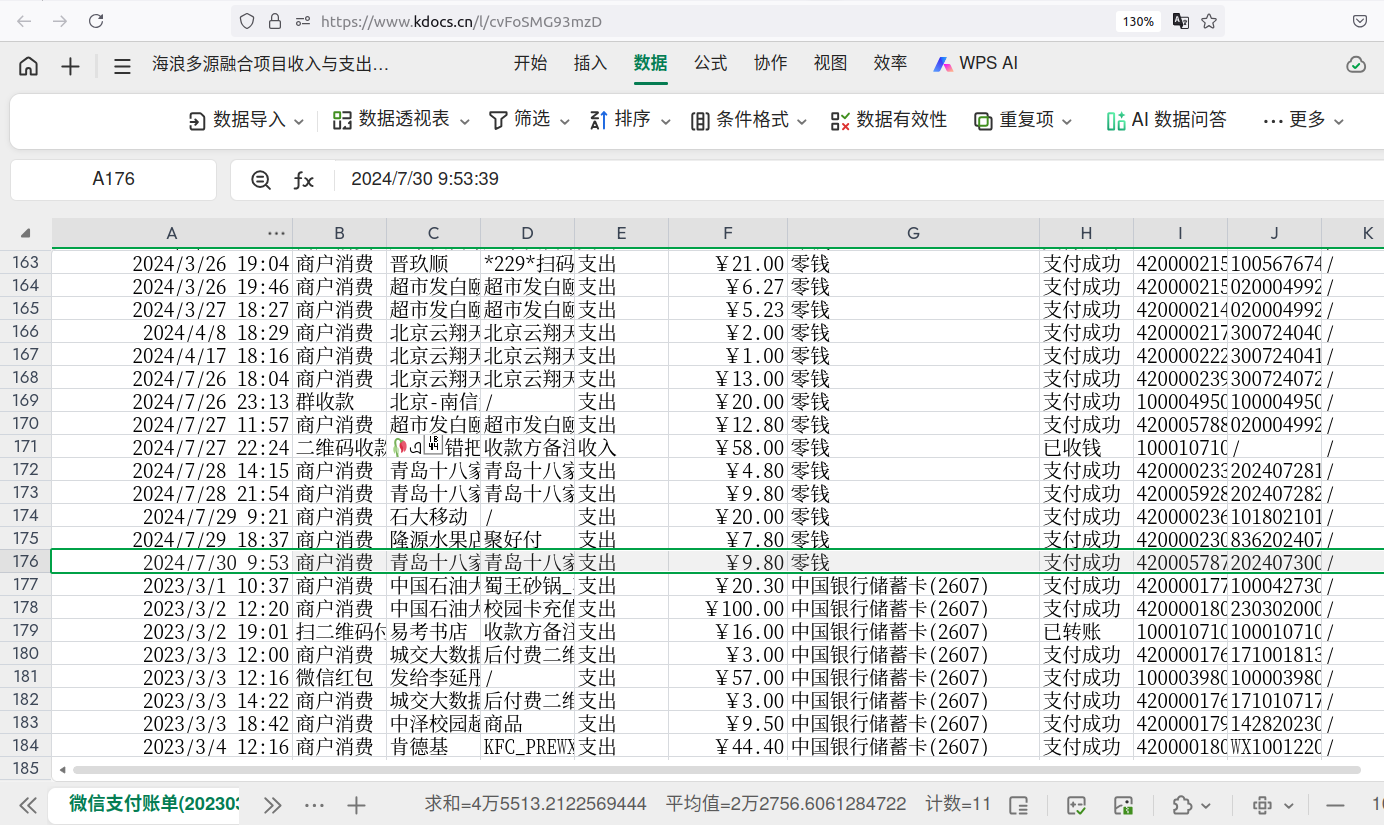 https://www.kdocs.cn/l/cvFoSMG93mzD 130%
海浪多源融合项目收入与支出... 开始 插入 数据 公式 协作 视图 效率 WPS AI
数据导入 数据透视表 筛选 排序 条件格式 数据有效性 重复项 AI 数据问答 ··· 更多
A176 fx 2024/7/30 9:53:39
A ··· B C D E F G H I J K
163 2024/3/26 19:04 商户消费 晋玖顺 *229*扫码 支出 ￥21.00 零钱 支付成功 420000215 100567674 /
164 2024/3/26 19:46 商户消费 超市发白颐 超市发白颐 支出 ￥6.27 零钱 支付成功 420000215 020004992 /
165 2024/3/27 18:27 商户消费 超市发白颐 超市发白颐 支出 ￥5.23 零钱 支付成功 420000214 020004992 /
166 2024/4/8 18:29 商户消费 北京云翔天 北京云翔天 支出 ￥2.00 零钱 支付成功 420000217 300724040 /
167 2024/4/17 18:16 商户消费 北京云翔天 北京云翔天 支出 ￥1.00 零钱 支付成功 420000222 300724041 /
168 2024/7/26 18:04 商户消费 北京云翔天 北京云翔天 支出 ￥13.00 零钱 支付成功 420000239 300724072 /
169 2024/7/26 23:13 群收款 北京-南信 / 支出 ￥20.00 零钱 支付成功 100004950 100004950 /
170 2024/7/27 11:57 商户消费 超市发白颐 超市发白颐 支出 ￥12.80 零钱 支付成功 420005788 020004992 /
171 2024/7/27 22:24 二维码收款 错把 收款方备注 收入 ￥58.00 零钱 已收钱 100010710 / /
172 2024/7/28 14:15 商户消费 青岛十八家 青岛十八家 支出 ￥4.80 零钱 支付成功 420000233 202407281 /
173 2024/7/28 21:54 商户消费 青岛十八家 青岛十八家 支出 ￥9.80 零钱 支付成功 420005928 202407282 /
174 2024/7/29 9:21 商户消费 石大移动 / 支出 ￥20.00 零钱 支付成功 420000236 101802101 /
175 2024/7/29 18:37 商户消费 隆源水果店 聚好付 支出 ￥7.80 零钱 支付成功 420000230 836202407 /
176 2024/7/30 9:53 商户消费 青岛十八家 青岛十八家 支出 ￥9.80 零钱 支付成功 420005787 202407300 /
177 2023/3/1 10:37 商户消费 中国石油大 蜀王砂锅_ 支出 ￥20.30 中国银行储蓄卡(2607) 支付成功 420000177 100042730 /
178 2023/3/2 12:20 商户消费 中国石油大 校园卡充值 支出 ￥100.00 中国银行储蓄卡(2607) 支付成功 420000180 230302000 /
179 2023/3/2 19:01 扫二维码付 易考书店 收款方备注 支出 ￥16.00 中国银行储蓄卡(2607) 已转账 100010710 100010710 /
180 2023/3/3 12:00 商户消费 城交大数据 后付费二维 支出 ￥3.00 中国银行储蓄卡(2607) 支付成功 420000176 171001813 /
181 2023/3/3 12:16 微信红包 发给李延彤 / 支出 ￥57.00 中国银行储蓄卡(2607) 支付成功 100003980 100003980 /
182 2023/3/3 14:22 商户消费 城交大数据 后付费二维 支出 ￥3.00 中国银行储蓄卡(2607) 支付成功 420000176 171010717 /
183 2023/3/3 18:42 商户消费 中泽校园超 商品 支出 ￥9.50 中国银行储蓄卡(2607) 支付成功 420000179 142820230 /
184 2023/3/4 12:16 商户消费 肯德基 KFC_PREWX 支出 ￥44.40 中国银行储蓄卡(2607) 支付成功 420000180 WX1001220 /
185
微信支付账单(202303 ··· 求和=4万5513.2122569444 平均值=2万2756.6061284722 计数=11